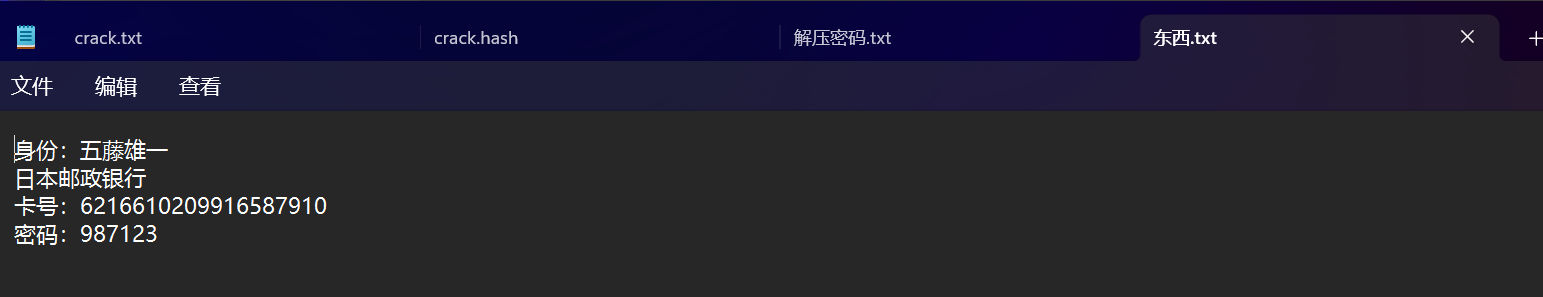 crack.txt crack.hash 解压密码.txt 东西.txt
文件 编辑 查看
身份：五藤雄一
日本邮政银行
卡号：6216610209916587910
密码：987123